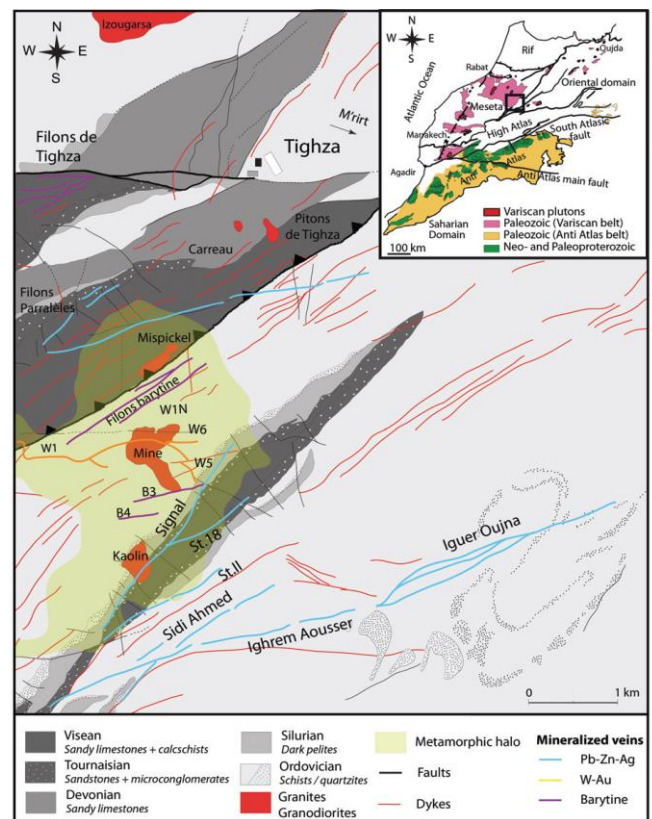 Izougarsa
N
W E
S
Filons de
Tighza
M'rirt
Tighza
Pitons
de Tighza
Carreau
Filons
Parralèles
Mispickel
Filons barytine
W1N
W1
W6
Mine
W5
B3
B4
Signal
St.18
Kaolin
St.II
Sidi Ahmed
Ighrem Aousser
Iguer Oujna
0 1 km
N
W E
S
Rif
Oujda
Rabat
Atlantic Ocean
Oriental domain
Meseta
Marrakech
High Atlas
South Atlasic
fault
Agadir
Anti Atlas
Anti Atlas main fault
Saharian
Domain
100 km
Variscan plutons
Paleozoic (Variscan belt)
Paleozoic (Anti Atlas belt)
Neo- and Paleoproterozoic
Visean
Sandy limestones + calcschists
Tournaisian
Sandstones + microconglomerates
Devonian
Sandy limestones
Silurian
Dark pelites
Ordovician
Schists / quartzites
Granites
Granodiorites
Metamorphic halo
Faults
Dykes
Mineralized veins
Pb-Zn-Ag
W-Au
Barytine